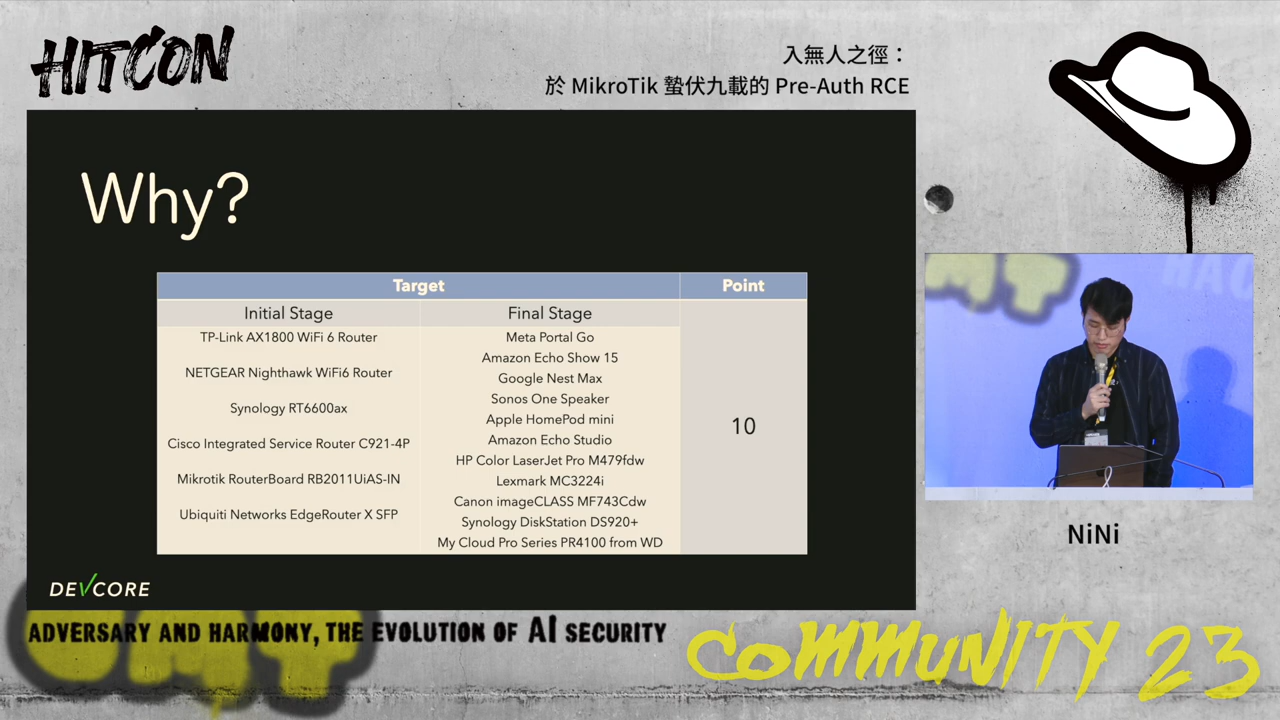 HITCON
入無人之徑：
於 MikroTik 蟄伏九載的 Pre-Auth RCE
Why?
Target
Point
Initial Stage
Final Stage
TP-Link AX1800 WiFi 6 Router
NETGEAR Nighthawk WiFi6 Router
Synology RT6600ax
Cisco Integrated Service Router C921-4P
Mikrotik RouterBoard RB2011UiAS-IN
Ubiquiti Networks EdgeRouter X SFP
Meta Portal Go
Amazon Echo Show 15
Google Nest Max
Sonos One Speaker
Apple HomePod mini
Amazon Echo Studio
HP Color LaserJet Pro M479fdw
Lexmark MC3224i
Canon imageCLASS MF743Cdw
Synology DiskStation DS920+
My Cloud Pro Series PR4100 from WD
10
DEVCORE
NiNi
ADVERSARY AND HARMONY, THE EVOLUTION OF AI SECURITY
COMMUNITY 23